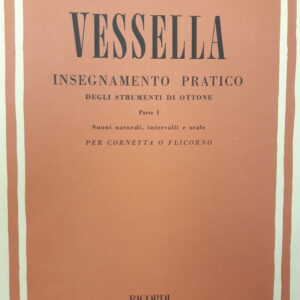 VESSELLA
INSEGNAMENTO PRATICO
DEGLI STRUMENTI DI OTTONE
Parte I
Suoni naturali, intervalli e scale
PER CORNETTA O FLICORNO
RICORDI